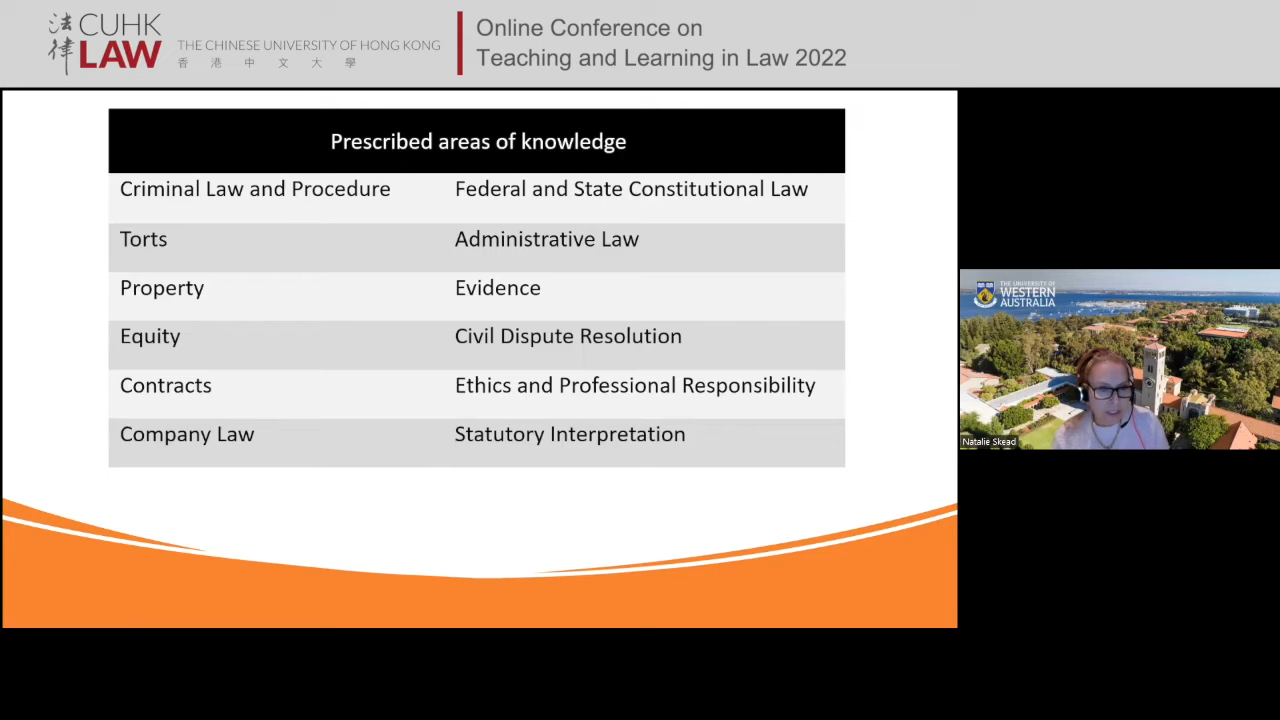 法律
CUHK
LAW
THE CHINESE UNIVERSITY OF HONG KONG
香港中文大學
Online Conference on
Teaching and Learning in Law 2022
Prescribed areas of knowledge
Criminal Law and Procedure Federal and State Constitutional Law
Torts Administrative Law
Property Evidence
Equity Civil Dispute Resolution
Contracts Ethics and Professional Responsibility
Company Law Statutory Interpretation
THE UNIVERSITY OF
WESTERN
AUSTRALIA
Natalie Skead